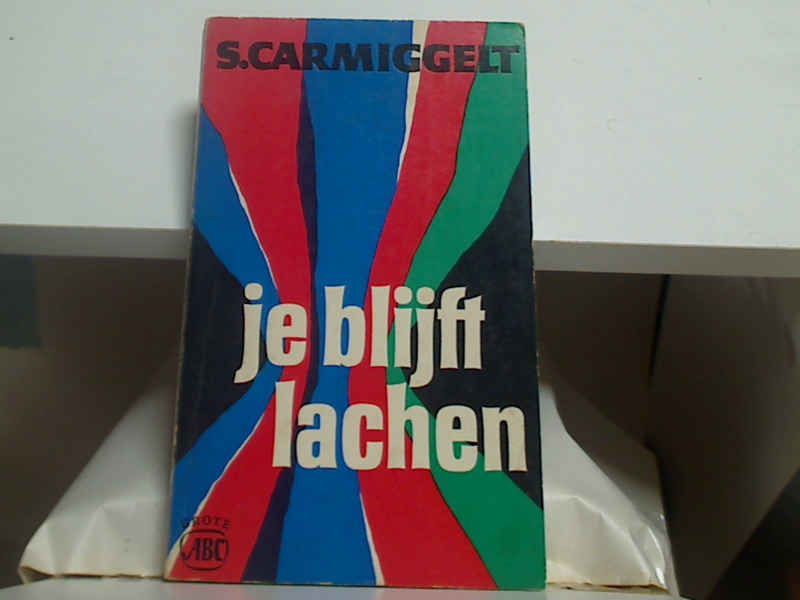 S.CARMIGGELT
je blijft
lachen
GROTE
ABC